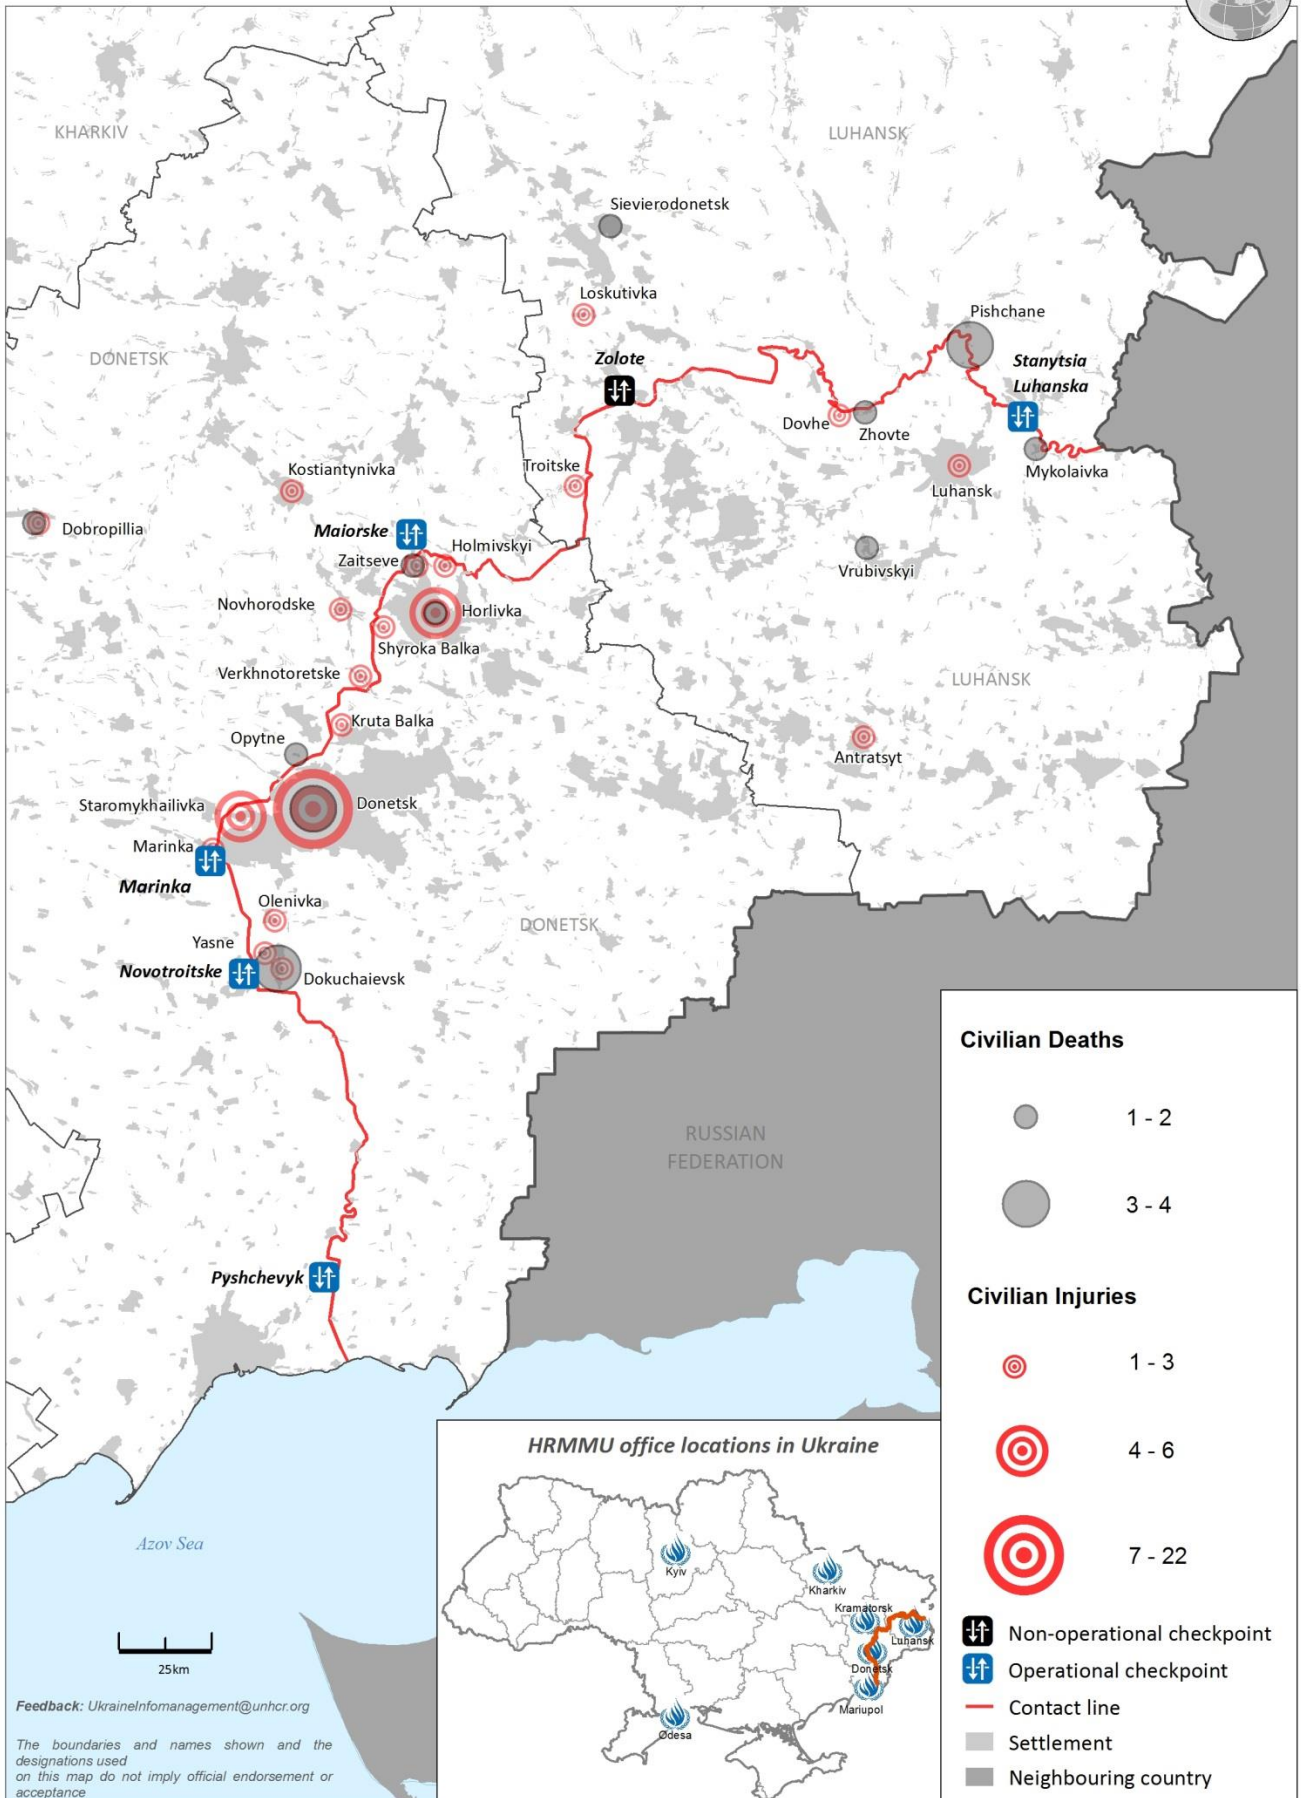 KHARKIV
LUHANSK
Sievierodonetsk
Loskutivka
Pishchane
DONETSK
Zolote
Stanytsia
Luhanska
Dovhe
Zhovte
Mykolaivka
Kostiantynivka
Troitske
Luhansk
Dobropillia
Maiorske
Holmivskyi
Zaitseve
Vrubivskyi
Novhorodske
Horlivka
Shyroka Balka
Verkhnotoretske
LUHANSK
Kruta Balka
Opytne
Antratsyt
Staromykhailivka
Donetsk
Marinka
Marinka
Olenivka
DONETSK
Yasne
Novotroitske
Dokuchaievsk
RUSSIAN
FEDERATION
Pyshchevyk
Azov Sea
25km
Feedback: UkraineInfomanagement@unhcr.org
The boundaries and names shown and the
designations used
on this map do not imply official endorsement or
acceptance
HRMMU office locations in Ukraine
Kyiv
Kharkiv
Kramatorsk
Luhansk
Donetsk
Mariupol
Odesa
Civilian Deaths
1 - 2
3 - 4
Civilian Injuries
1 - 3
4 - 6
7 - 22
Non-operational checkpoint
Operational checkpoint
Contact line
Settlement
Neighbouring country